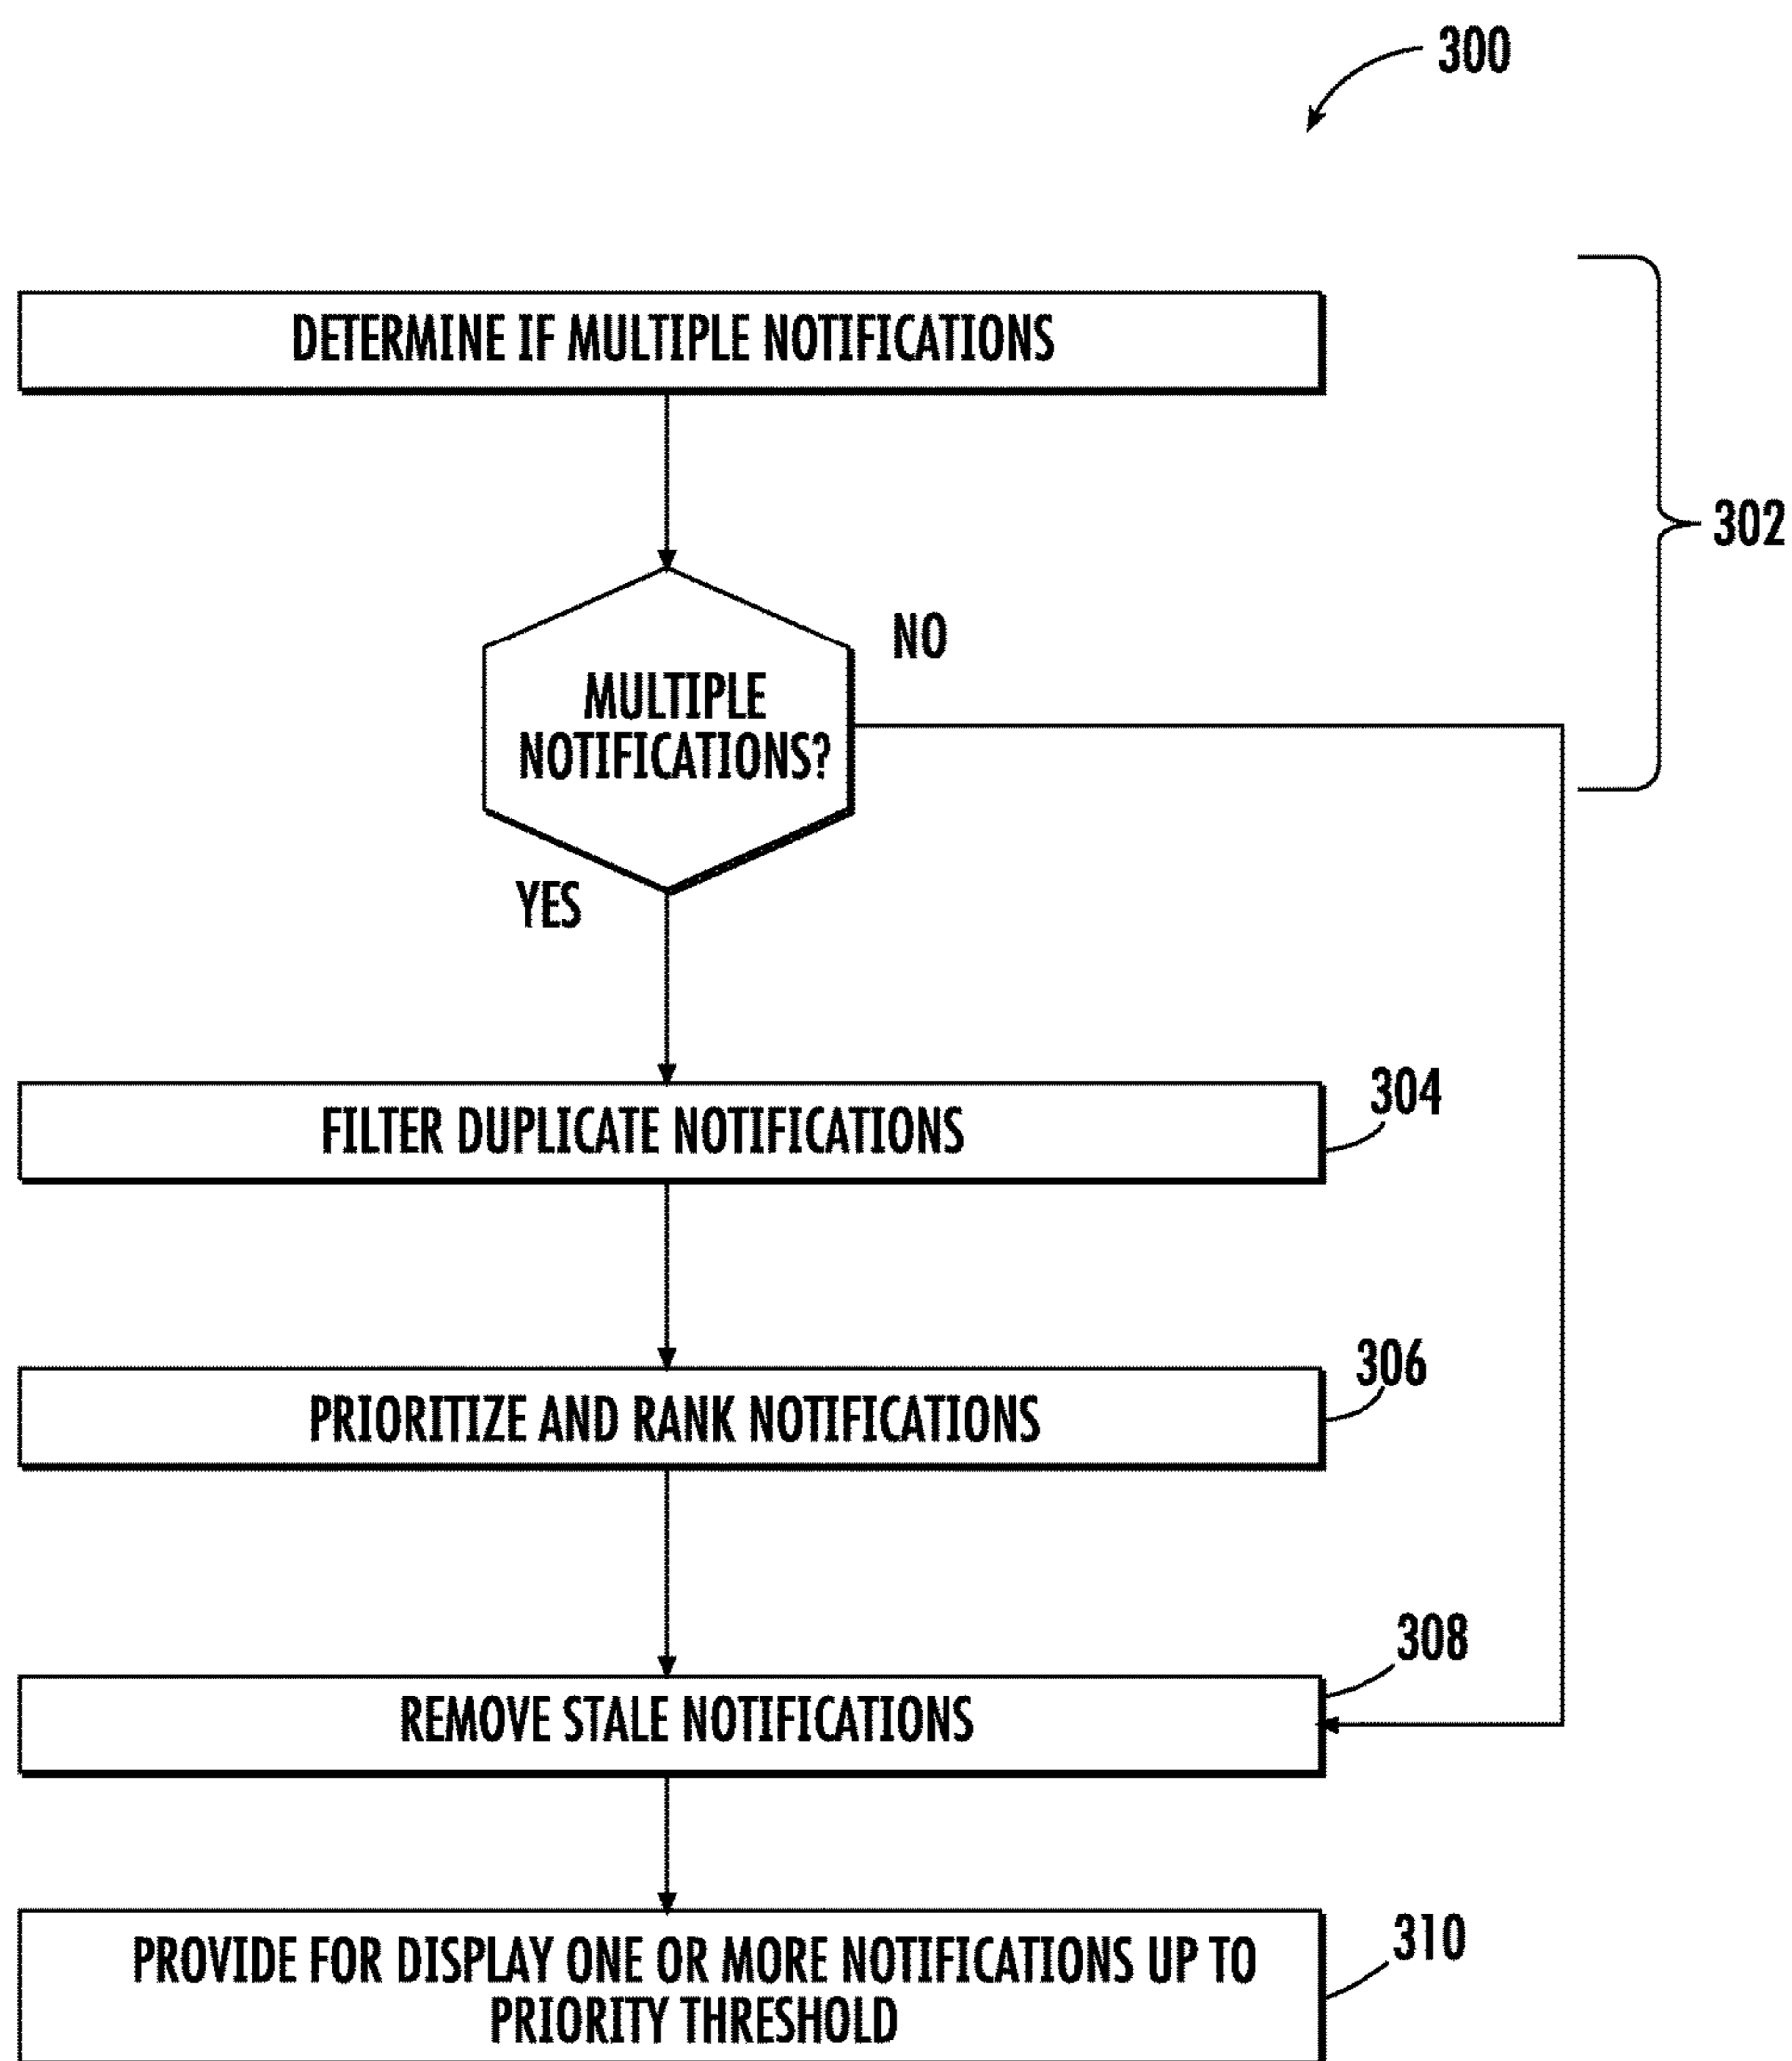 300
DETERMINE IF MULTIPLE NOTIFICATIONS
302
NO
MULTIPLE
NOTIFICATIONS?
YES
FILTER DUPLICATE NOTIFICATIONS
304
PRIORITIZE AND RANK NOTIFICATIONS
306
REMOVE STALE NOTIFICATIONS
308
PROVIDE FOR DISPLAY ONE OR MORE NOTIFICATIONS UP TO
PRIORITY THRESHOLD
310